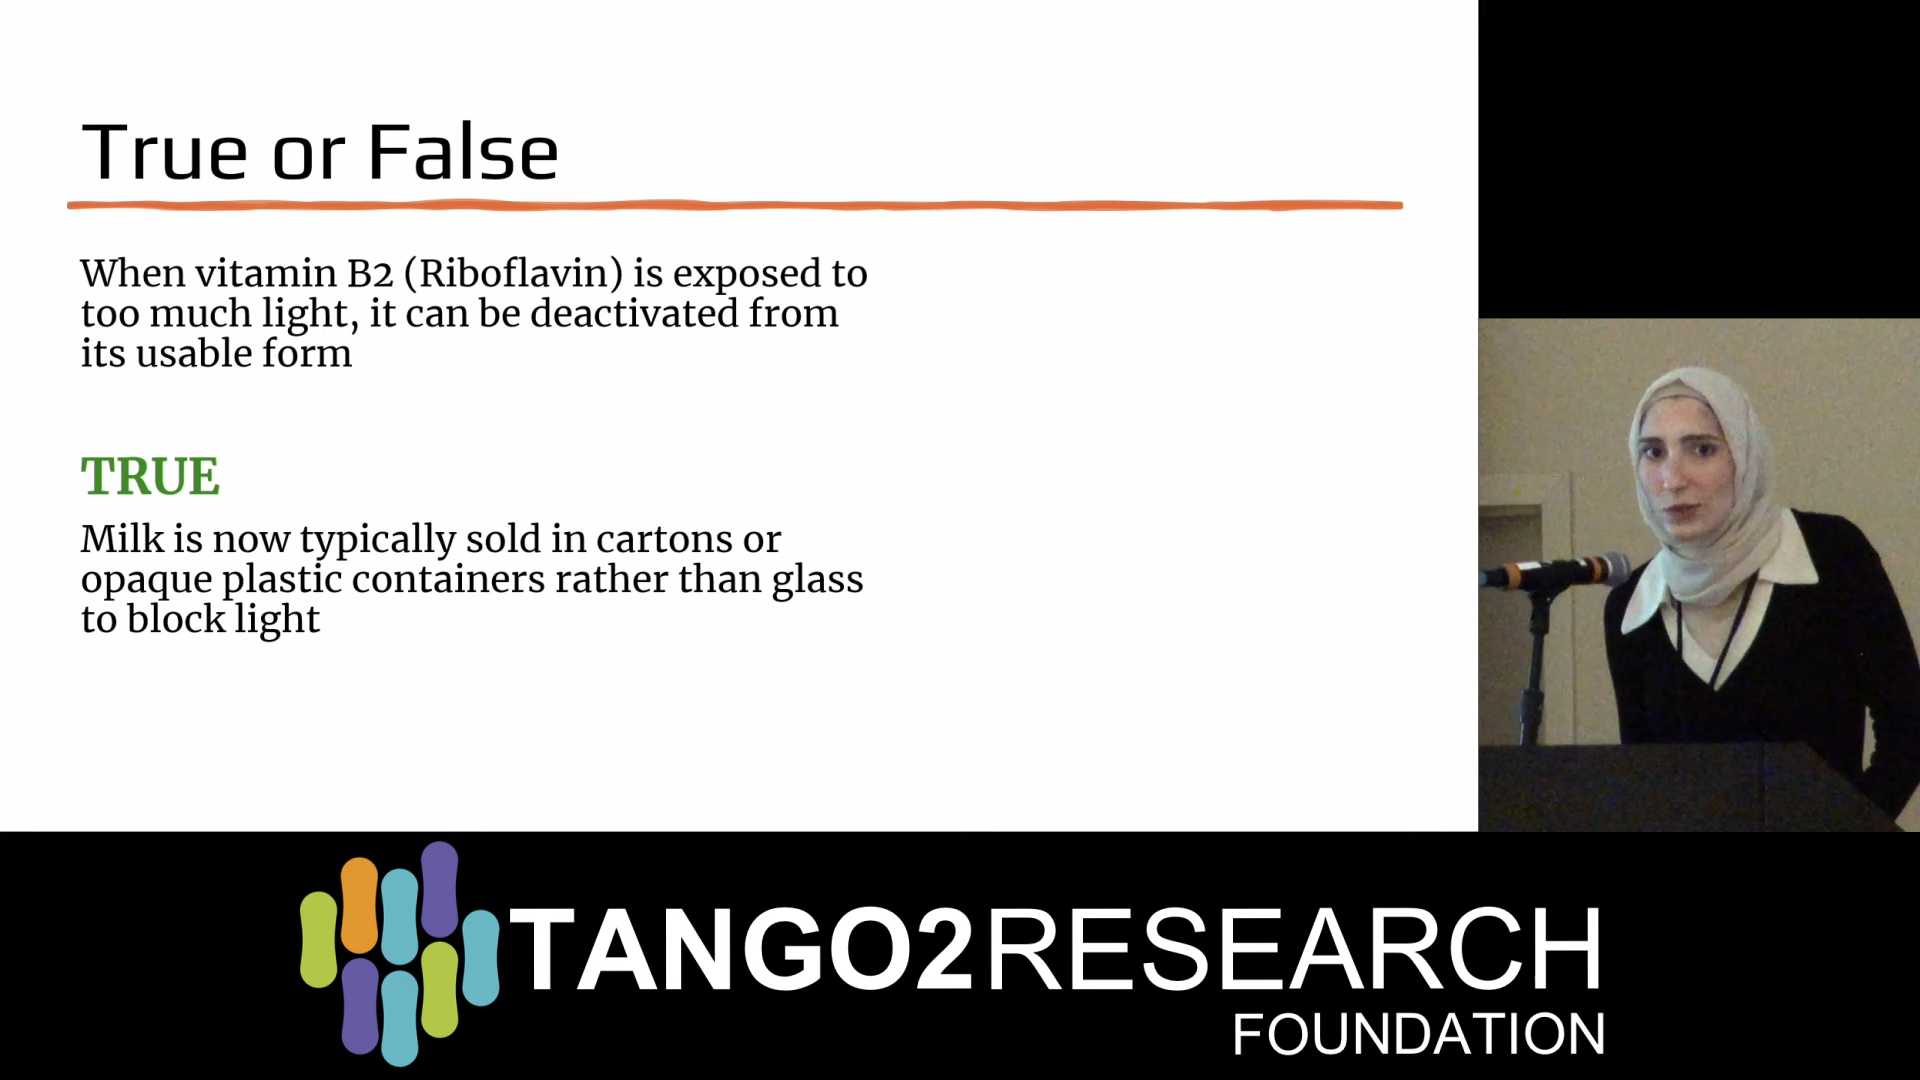 True or False
When vitamin B2 (Riboflavin) is exposed to
too much light, it can be deactivated from
its usable form
TRUE
Milk is now typically sold in cartons or
opaque plastic containers rather than glass
to block light
TANGO2RESEARCH
FOUNDATION